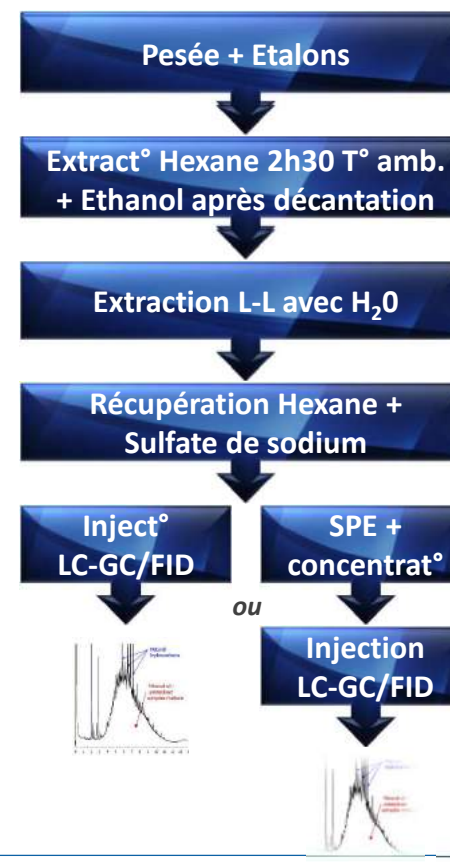 Pesée + Etalons
Extract° Hexane 2h30 T° amb.
+ Ethanol après décantation
Extraction L-L avec H₂0
Récupération Hexane +
Sulfate de sodium
Inject°
LC-GC/FID
SPE +
concentrat°
ou
Injection
LC-GC/FID